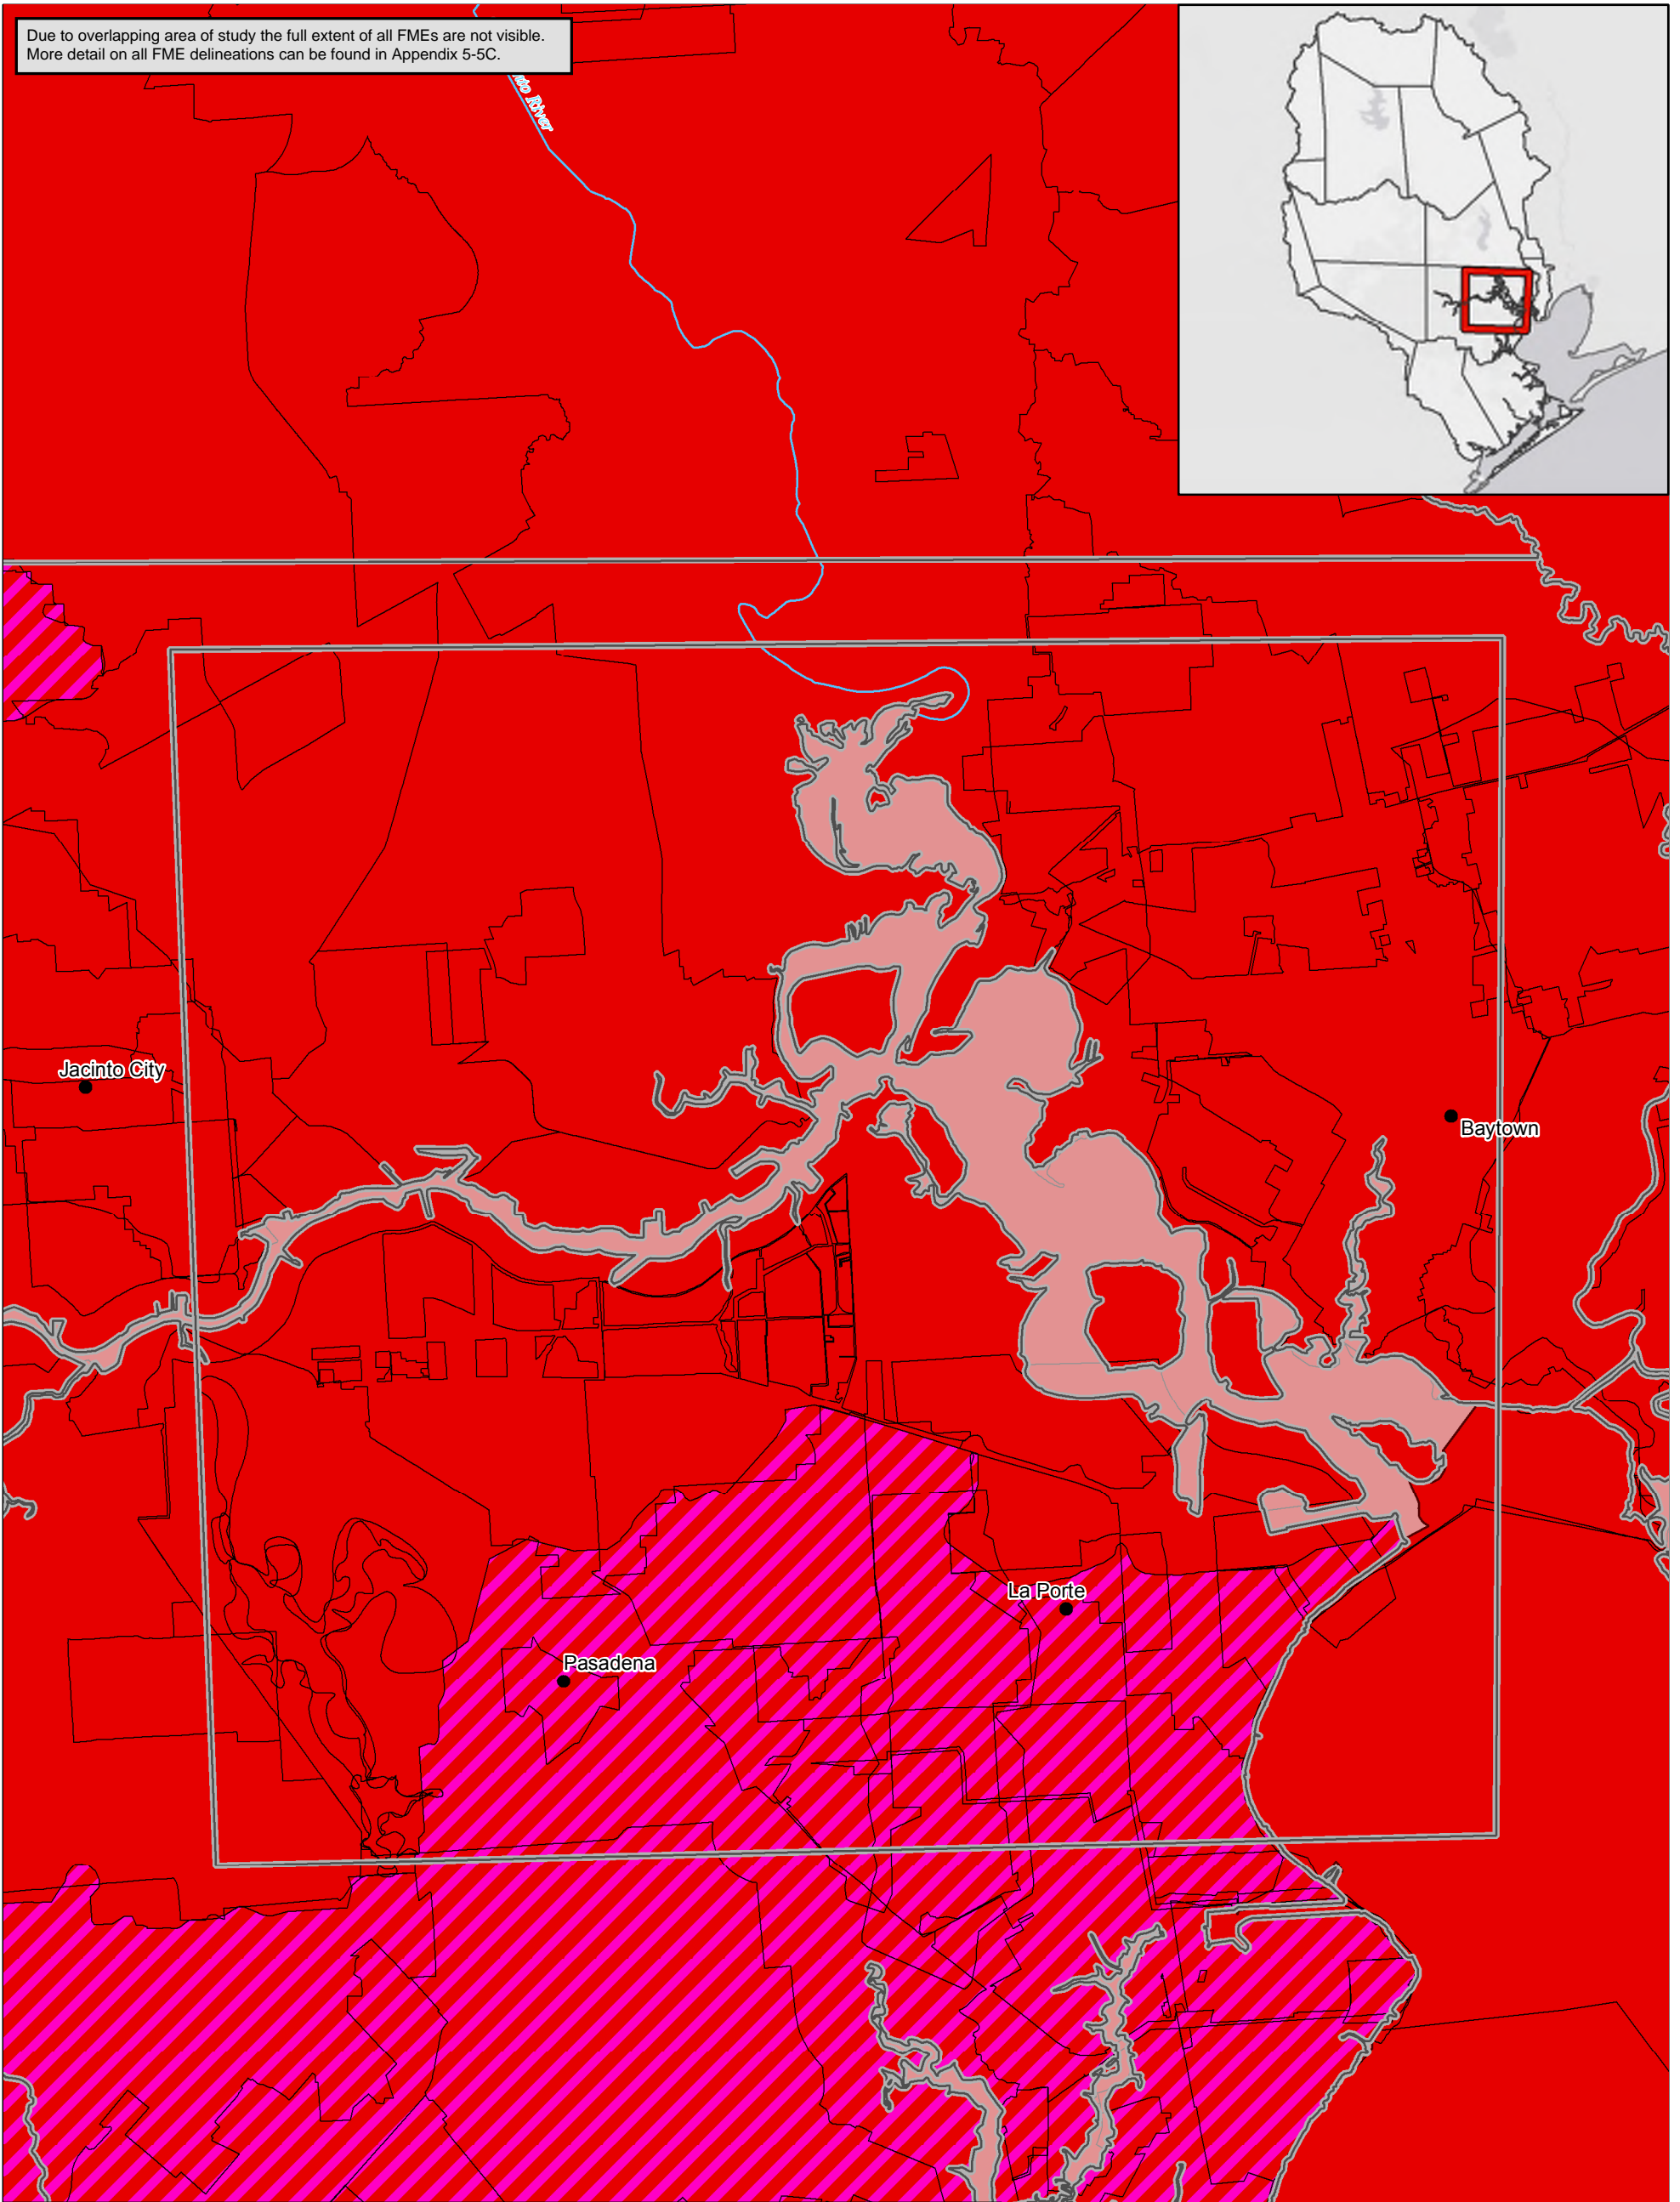 Due to overlapping area of study the full extent of all FMEs are not visible.
More detail on all FME delineations can be found in Appendix 5-5C.
River
Jacinto City
Baytown
La Porte
Pasadena